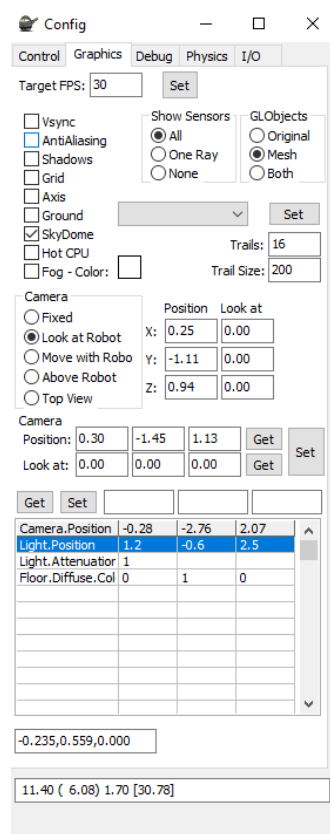 Config
Control Graphics Debug Physics I/O
Target FPS: 30 Set
Vsync
AntiAliasing
Shadows
Grid
Axis
Ground
SkyDome
Hot CPU
Fog - Color:
Show Sensors
All
One Ray
None
GLObjects
Original
Mesh
Both
Set
Trails: 16
Trail Size: 200
Camera
Fixed
Look at Robot
Move with Robo
Above Robot
Top View
Position Look at
X: 0.25 0.00
Y: -1.11 0.00
Z: 0.94 0.00
Camera
Position: 0.30 -1.45 1.13 Get
Look at: 0.00 0.00 0.00 Get
Set
Get Set
Camera.Position -0.28 -2.76 2.07
Light.Position 1.2 -0.6 2.5
Light.Attenuatior 1
Floor.Diffuse.Col 0 1 0
-0.235,0.559,0.000
11.40 ( 6.08) 1.70 [30.78]